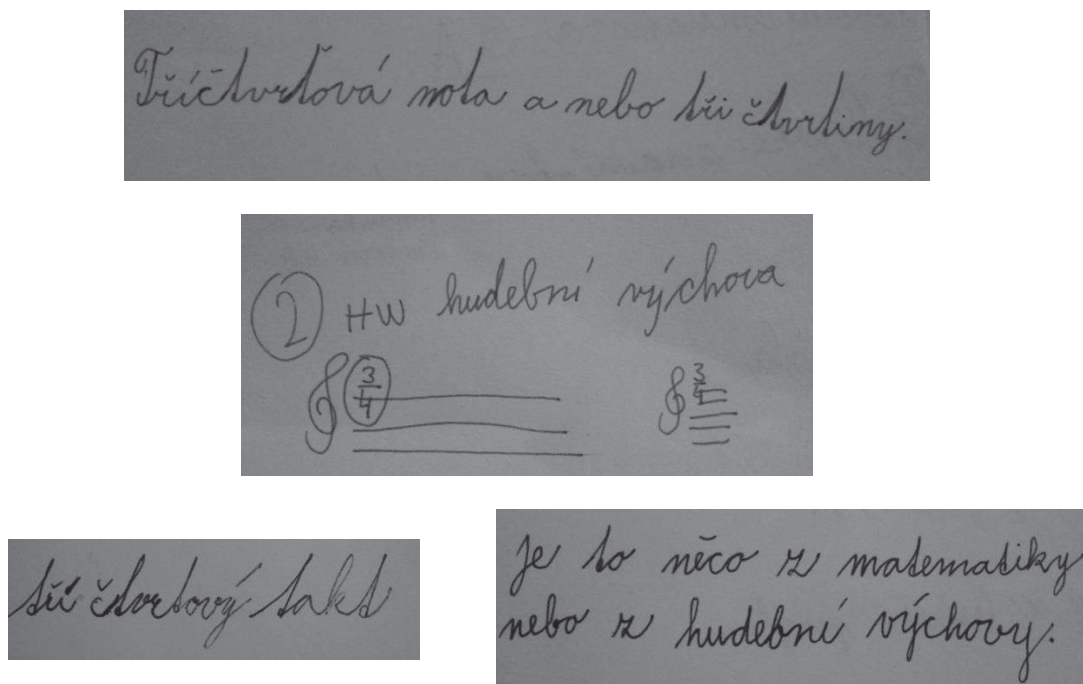 Tříčtvrťová nota a nebo tři čtvrtiny.
2 HW hudební výchova
3/4 3/4
tří čtvrtový takt
je to něco z matematiky
nebo z hudební výchovy.